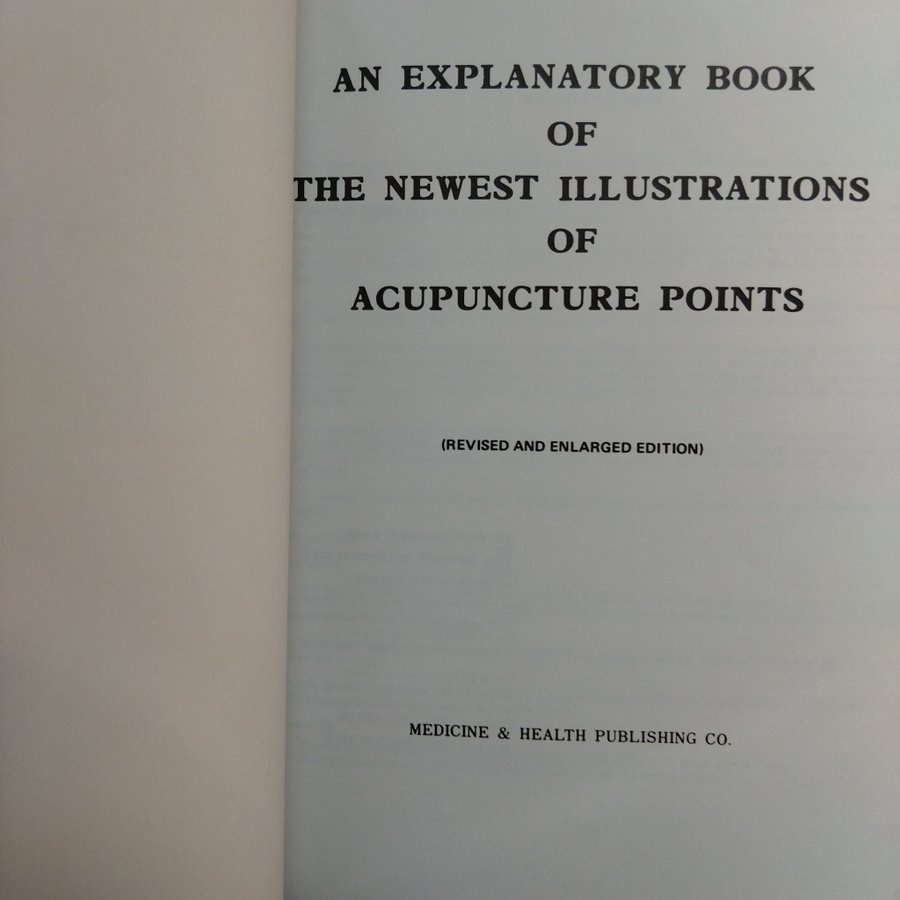 AN EXPLANATORY BOOK
OF
THE NEWEST ILLUSTRATIONS
OF
ACUPUNCTURE POINTS
(REVISED AND ENLARGED EDITION)
MEDICINE & HEALTH PUBLISHING CO.